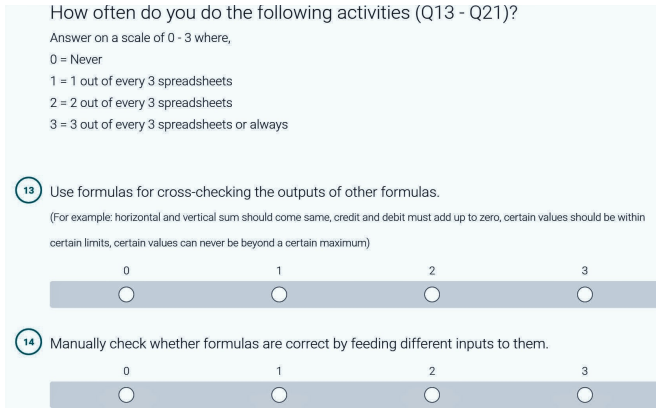 How often do you do the following activities (Q13 - Q21)?
Answer on a scale of 0 - 3 where,
0 = Never
1 = 1 out of every 3 spreadsheets
2 = 2 out of every 3 spreadsheets
3 = 3 out of every 3 spreadsheets or always
13 Use formulas for cross-checking the outputs of other formulas.
(For example: horizontal and vertical sum should come same, credit and debit must add up to zero, certain values should be within
certain limits, certain values can never be beyond a certain maximum)
0 1 2 3
14 Manually check whether formulas are correct by feeding different inputs to them.
0 1 2 3